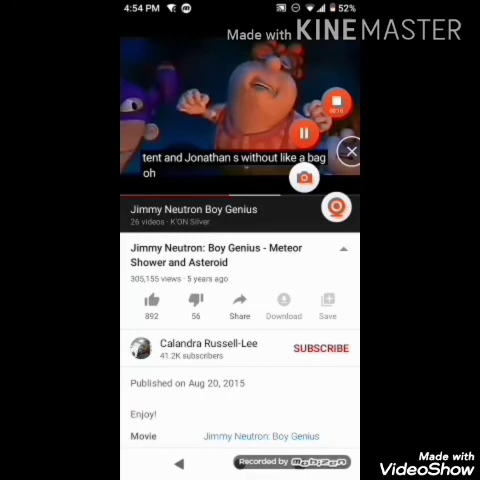 4:54 PM
52%
Made with KINEMASTER
00:16
tent and Jonathan s without like a bag
oh
Jimmy Neutron Boy Genius
26 videos · K'ON Silver
Jimmy Neutron: Boy Genius - Meteor
Shower and Asteroid
305,155 views · 5 years ago
892
56
Share
Download
Save
Calandra Russell-Lee
41.2K subscribers
SUBSCRIBE
Published on Aug 20, 2015
Enjoy!
Movie
Jimmy Neutron: Boy Genius
Recorded by Mobizen
Made with
VideoShow